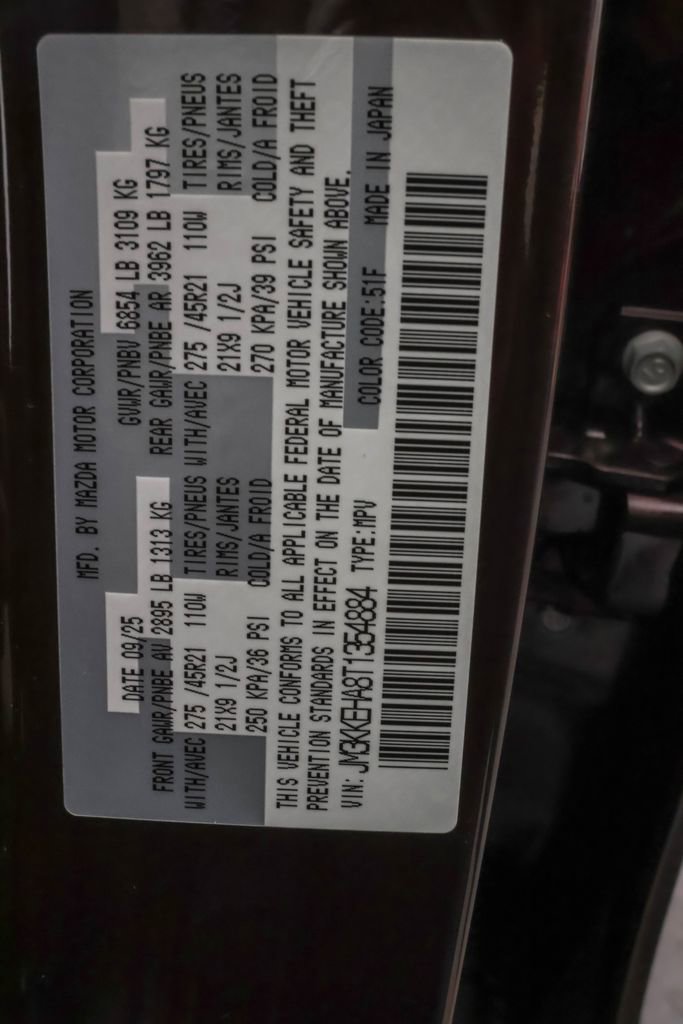 MFD. BY MAZDA MOTOR CORPORATION
DATE 09/25 GVWR/PNBV 6854 LB 3109 KG
FRONT GAWR/PNBE AV 2895 LB 1313 KG REAR GAWR/PNBE AR 3962 LB 1797 KG
WITH/AVEC 275 /45R21 110W TIRES/PNEUS WITH/AVEC 275 /45R21 110W TIRES/PNEUS
21X9 1/2J RIMS/JANTES 21X9 1/2J RIMS/JANTES
250 KPA/36 PSI COLD/A FROID 270 KPA/39 PSI COLD/A FROID
THIS VEHICLE CONFORMS TO ALL APPLICABLE FEDERAL MOTOR VEHICLE SAFETY AND THEFT
PREVENTION STANDARDS IN EFFECT ON THE DATE OF MANUFACTURE SHOWN ABOVE.
VIN: JM3KKEHA8T1354884 TYPE:MPV COLOR CODE:51F MADE IN JAPAN